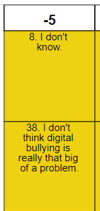 -5
8. I don't
know.
38. I don't
think digital
bullying is
really that big
of a problem.